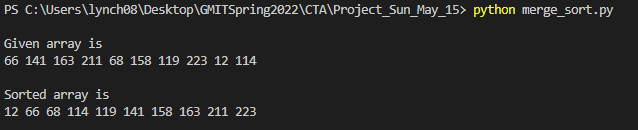 PS C:\Users\lynch08\Desktop\GMITSpring2022\CTA\Project_Sun_May_15> python merge_sort.py
Given array is
66 141 163 211 68 158 119 223 12 114
Sorted array is
12 66 68 114 119 141 158 163 211 223